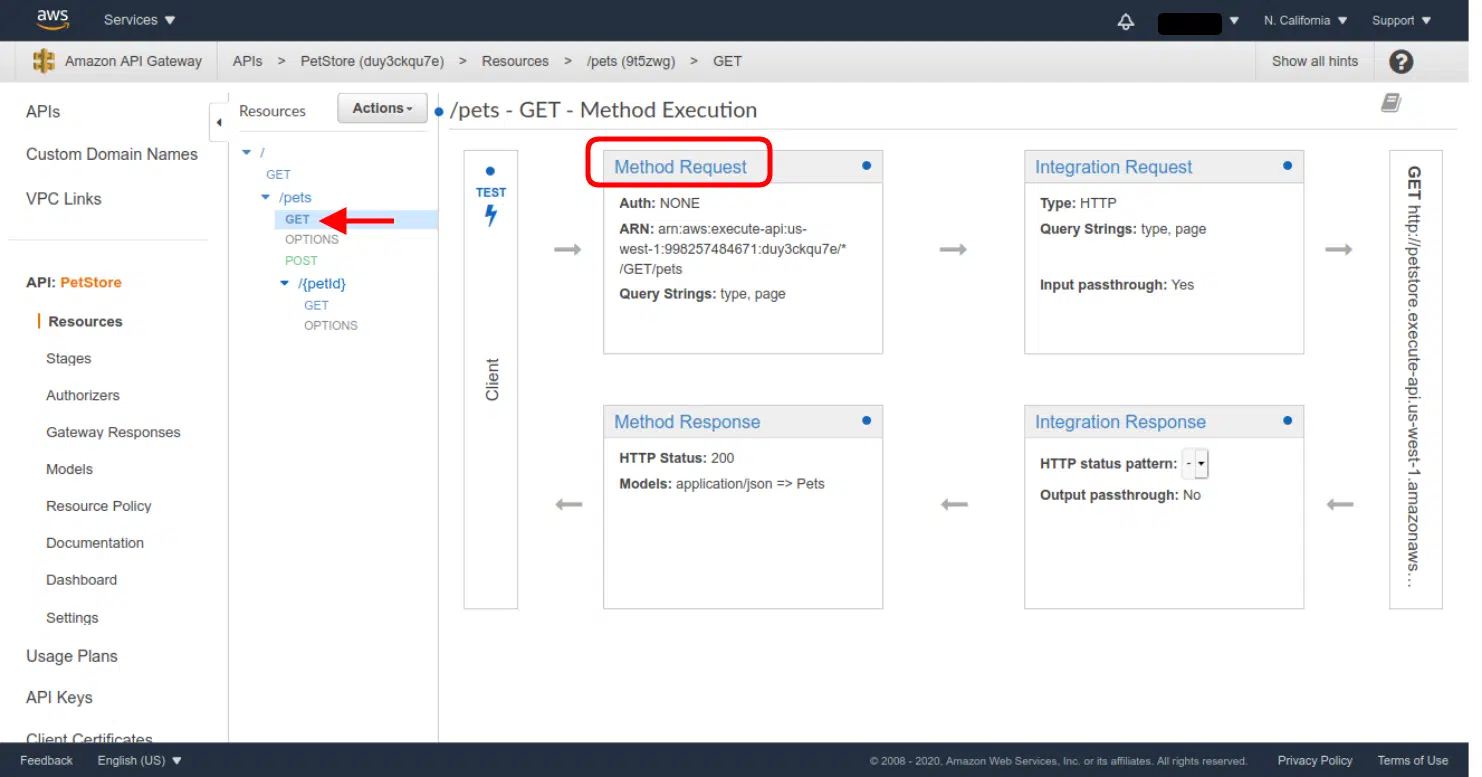 aws
Services
N. California
Support
Amazon API Gateway
APIs > PetStore (duy3ckqu7e) > Resources > /pets (9t5zwg) > GET
Show all hints
?
APIs
Custom Domain Names
VPC Links
API: PetStore
Resources
Stages
Authorizers
Gateway Responses
Models
Resource Policy
Documentation
Dashboard
Settings
Usage Plans
API Keys
Client Certificates
Resources
Actions
/
GET
/pets
GET
OPTIONS
POST
/{petId}
GET
OPTIONS
/pets - GET - Method Execution
TEST
Client
Method Request
Auth: NONE
ARN: arn:aws:execute-api:us-
west-1:998257484671:duy3ckqu7e/*
/GET/pets
Query Strings: type, page
Integration Request
Type: HTTP
Query Strings: type, page
Input passthrough: Yes
Method Response
HTTP Status: 200
Models: application/json => Pets
Integration Response
HTTP status pattern: -
Output passthrough: No
GET http://petstore.execute-api.us-west-1.amazonaws...
Feedback
English (US)
© 2008 - 2020, Amazon Web Services, Inc. or its affiliates. All rights reserved.
Privacy Policy
Terms of Use